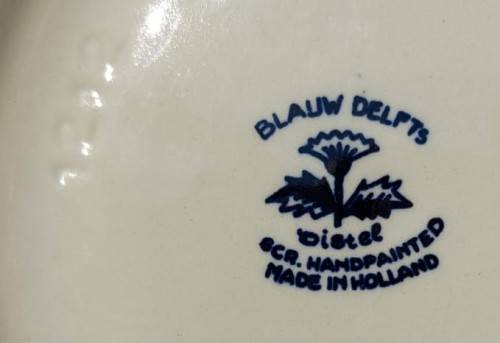 BLAUW DELFTS
Distel
SCR. HANDPAINTED
MADE IN HOLLAND